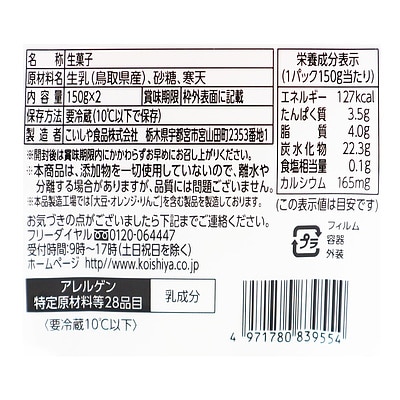 名 称 生菓子
原材料名 生乳(鳥取県産)、砂糖、寒天
内 容 量 150g×2 賞味期限 枠外表面に記載
保存方法 要冷蔵(10℃以下で保存)
製 造 者 こいしや食品株式会社 栃木県宇都宮市宮山田町2353番地1
※開封後は賞味期限内にかかわらずお早めにお召し上がり下さい。
※本商品は、添加物を一切使用していないので、離水や
分離する場合がありますが、品質には問題ございません。
※本品製造工場では「大豆・オレンジ・りんご」を含む製品を製造しています。
お気づきの点がございましたら下記までご連絡ください。
フリーダイヤル 0120-064447
受付時間:9時〜17時(土日祝日を除く)
ホームページ http://www.koishiya.co.jp
アレルゲン
特定原材料等28品目
乳成分
〈要冷蔵10℃以下〉
栄養成分表示
(1パック150g当たり)
エネルギー 127kcal
たんぱく質 3.5g
脂質 4.0g
炭水化物 22.3g
食塩相当量 0.1g
カルシウム 165mg
(この表示値は目安です)
プラ
フィルム
容器
外装
4 971780 839554